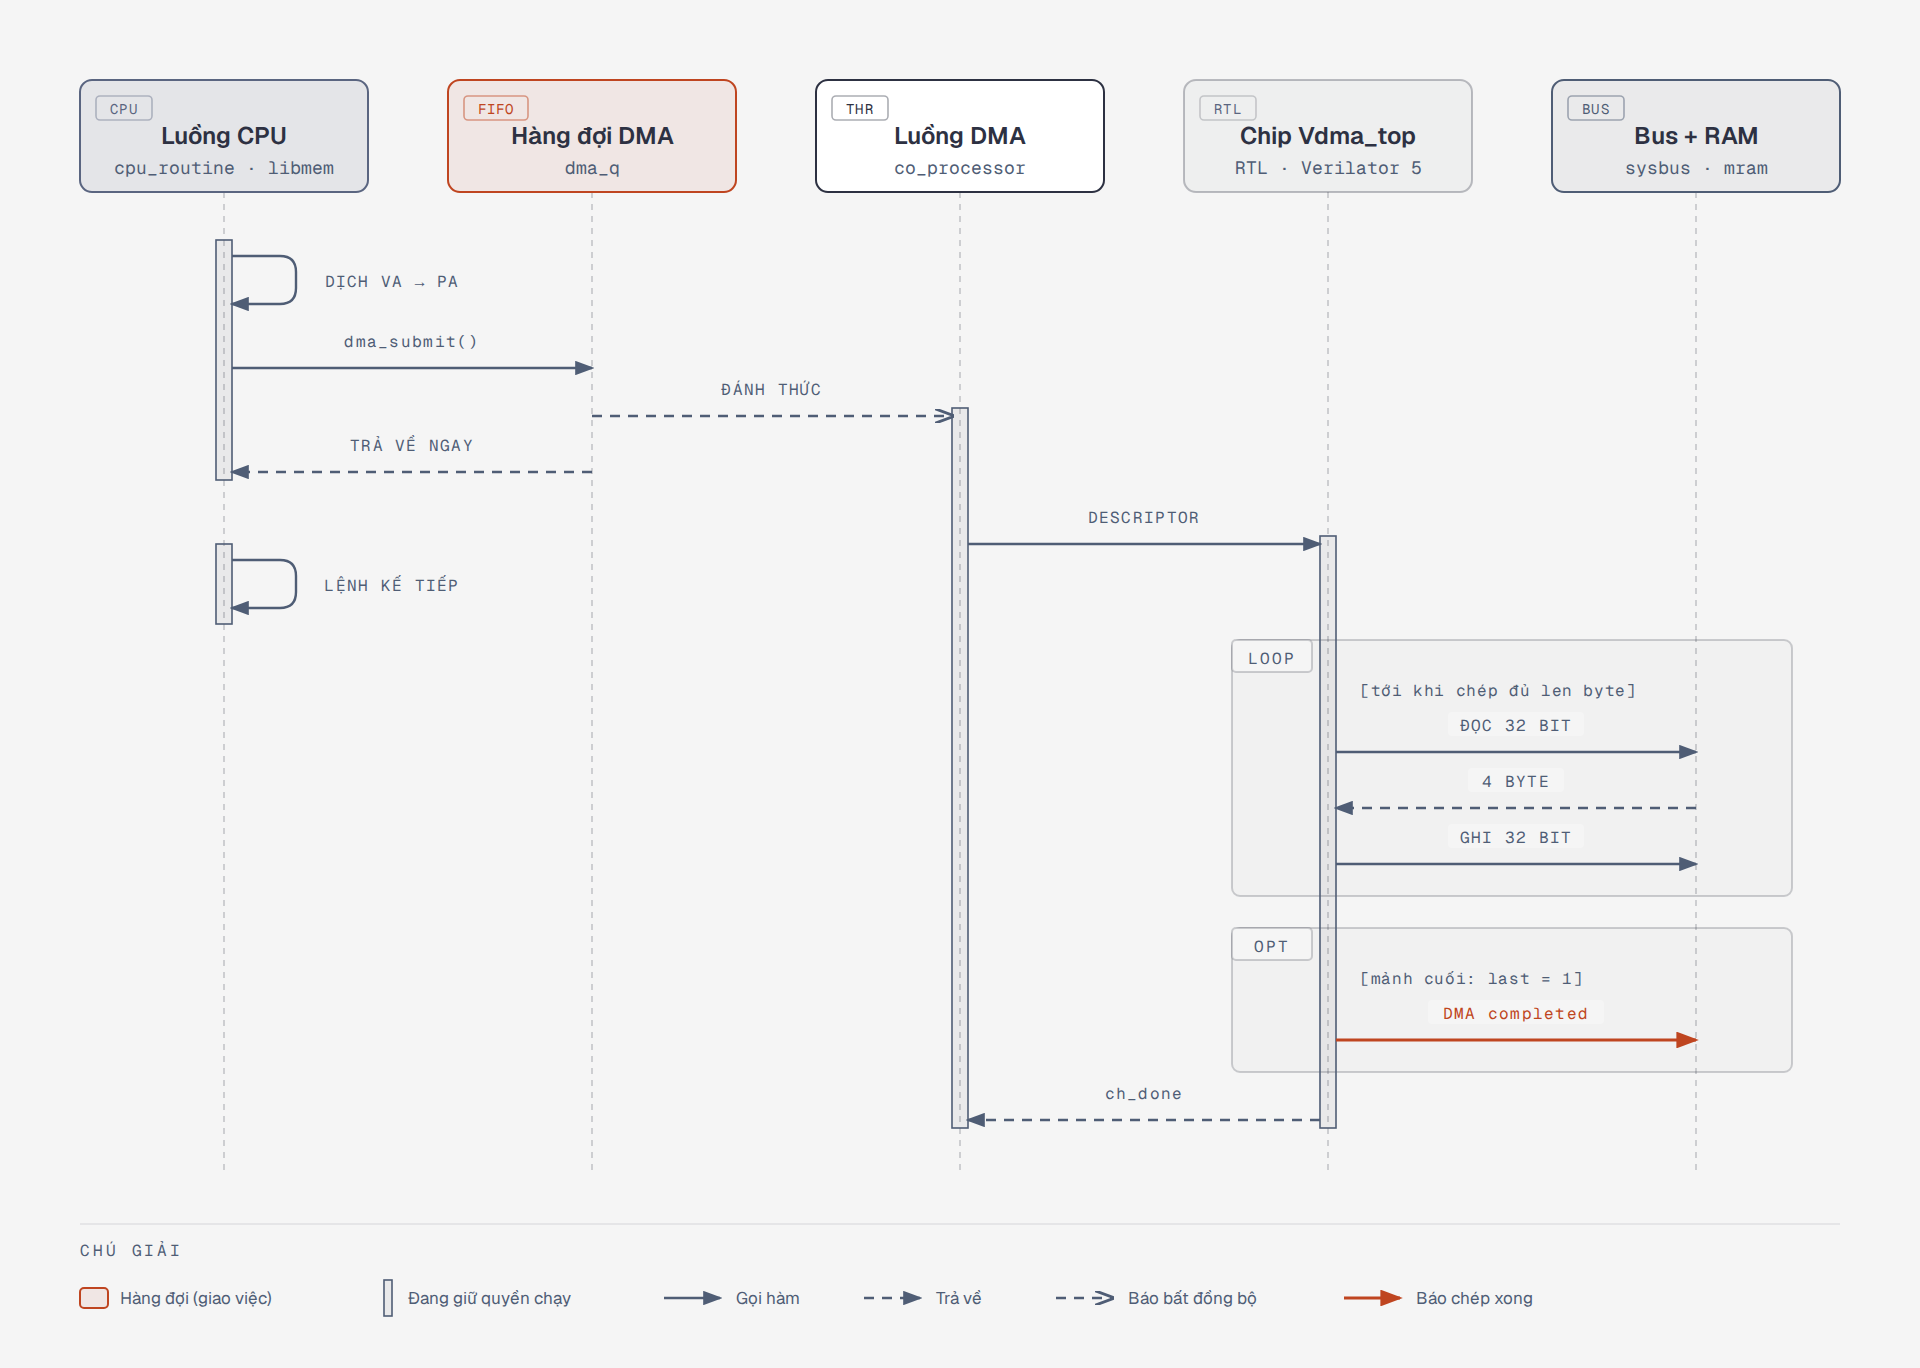 CPU
Luồng CPU
cpu_routine · libmem
FIFO
Hàng đợi DMA
dma_q
THR
Luồng DMA
co_processor
RTL
Chip Vdma_top
RTL · Verilator 5
BUS
Bus + RAM
sysbus · mram
DỊCH VA → PA
dma_submit()
ĐÁNH THỨC
TRẢ VỀ NGAY
DESCRIPTOR
LỆNH KẾ TIẾP
LOOP
[tới khi chép đủ len byte]
ĐỌC 32 BIT
4 BYTE
GHI 32 BIT
OPT
[mảnh cuối: last = 1]
DMA completed
ch_done
CHÚ GIẢI
Hàng đợi (giao việc)
Đang giữ quyền chạy
Gọi hàm
Trả về
Báo bất đồng bộ
Báo chép xong